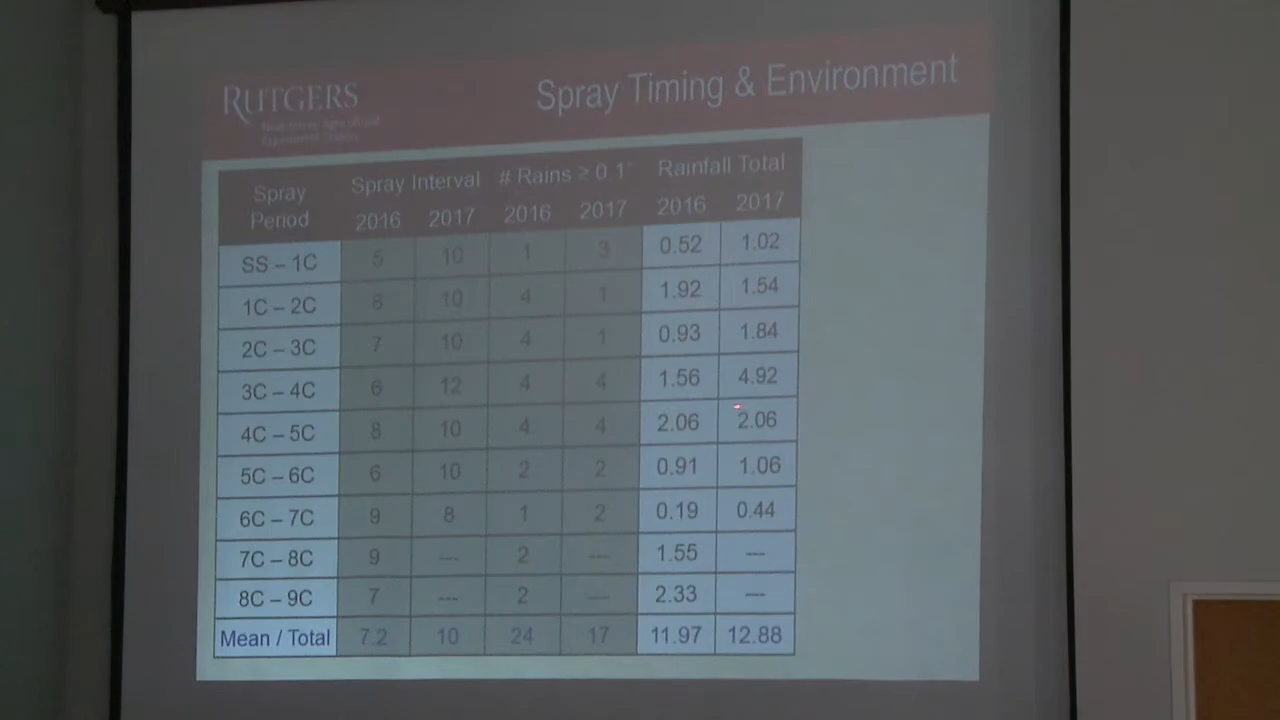 RUTGERS
New Jersey Agricultural
Experiment Station
Spray Timing & Environment
Spray Period Spray Interval # Rains ≥ 0.1" Rainfall Total
2016 2017 2016 2017 2016 2017
SS – 1C 5 10 1 3 0.52 1.02
1C – 2C 8 10 4 1 1.92 1.54
2C – 3C 7 10 4 1 0.93 1.84
3C – 4C 6 12 4 4 1.56 4.92
4C – 5C 8 10 4 4 2.06 2.06
5C – 6C 6 10 2 2 0.91 1.06
6C – 7C 9 8 1 2 0.19 0.44
7C – 8C 9 --- 2 --- 1.55 ---
8C – 9C 7 --- 2 --- 2.33 ---
Mean / Total 7.2 10 24 17 11.97 12.88